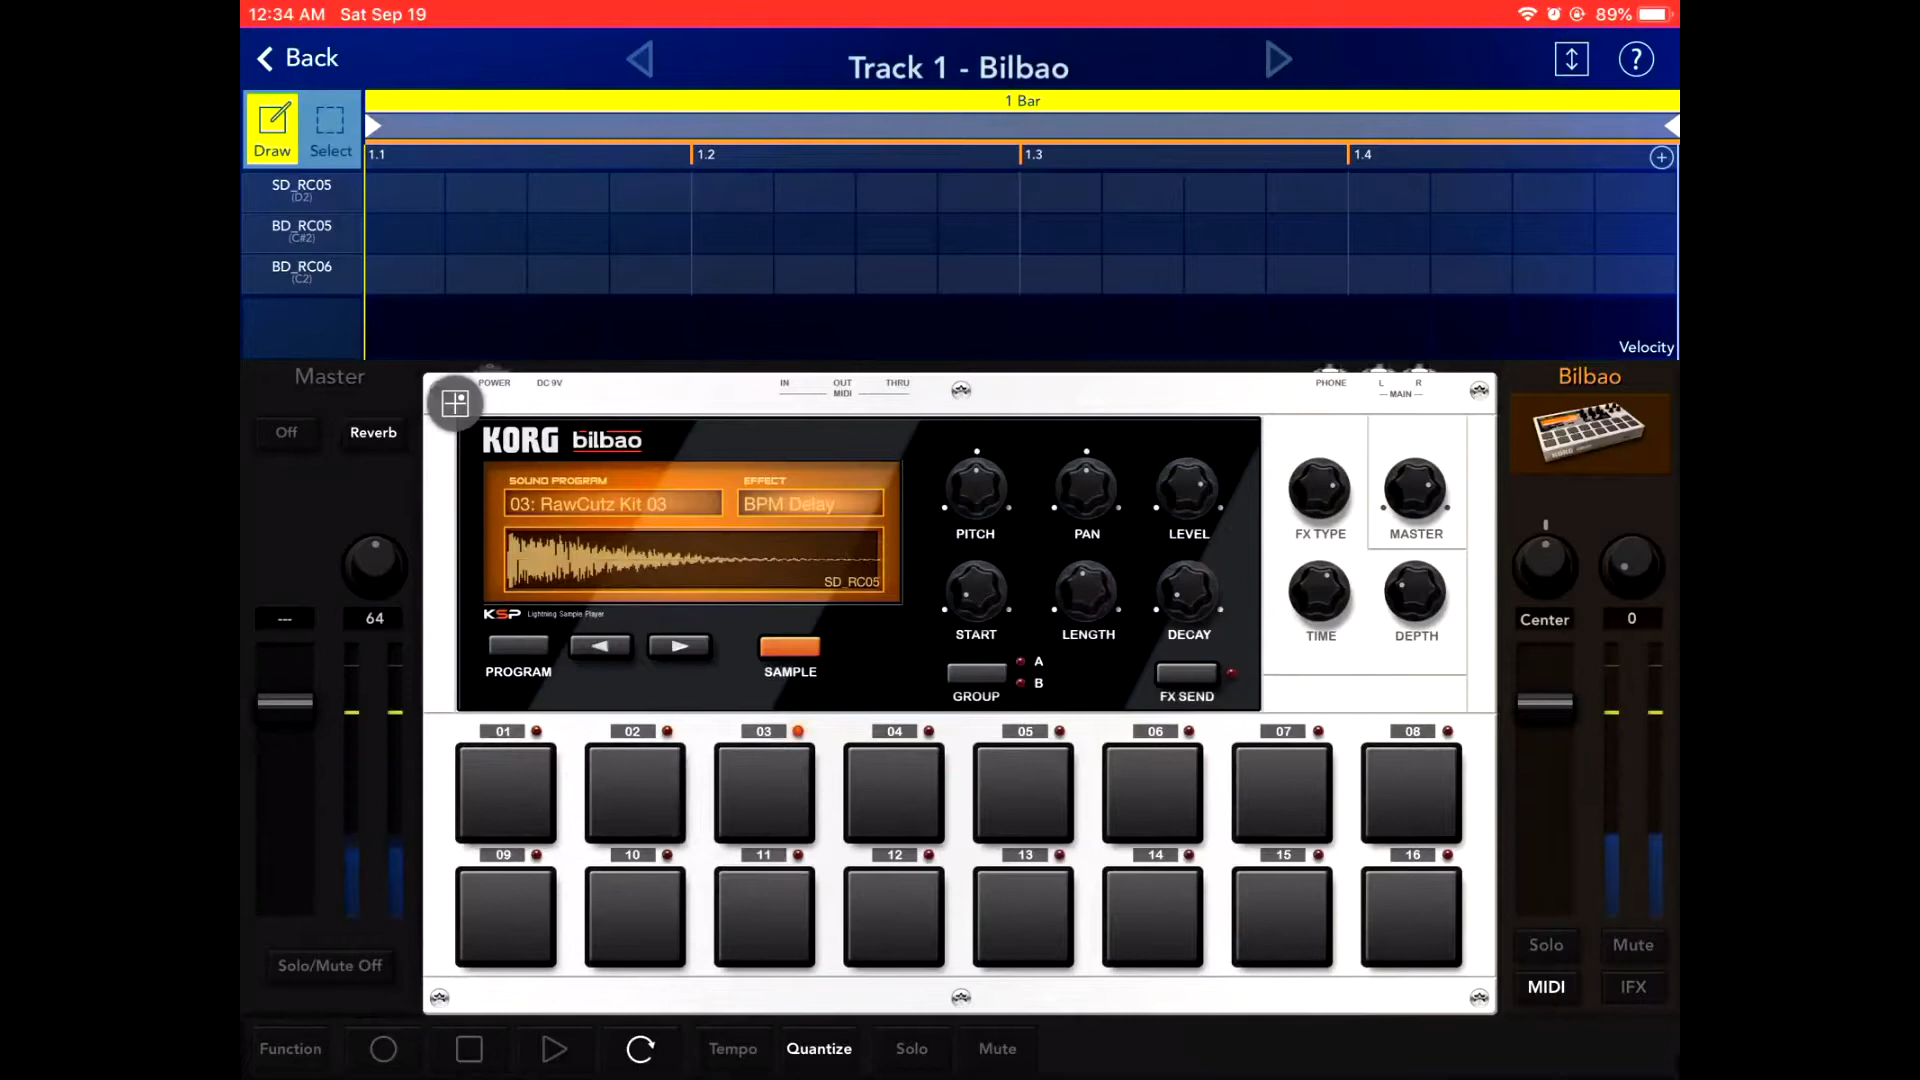 12:34 AM Sat Sep 19 89%
Back
Track 1 - Bilbao
?
1 Bar
Draw Select
1.1 1.2 1.3 1.4
SD_RC05
(D2)
BD_RC05
(C#2)
BD_RC06
(C2)
Velocity
Master
Off Reverb
---
64
Solo/Mute Off
POWER DC 9V IN OUT THRU PHONE L R
MIDI MAIN
KORG bilbao
SOUND PROGRAM EFFECT
03: RawCutz Kit 03 BPM Delay
SD_RC05
KSP Lightning Sample Player
PROGRAM SAMPLE
PITCH PAN LEVEL
START LENGTH DECAY
GROUP A B FX SEND
FX TYPE MASTER
TIME DEPTH
01 02 03 04 05 06 07 08
09 10 11 12 13 14 15 16
Bilbao
KORG
Center 0
Solo Mute
MIDI IFX
Function Tempo Quantize Solo Mute